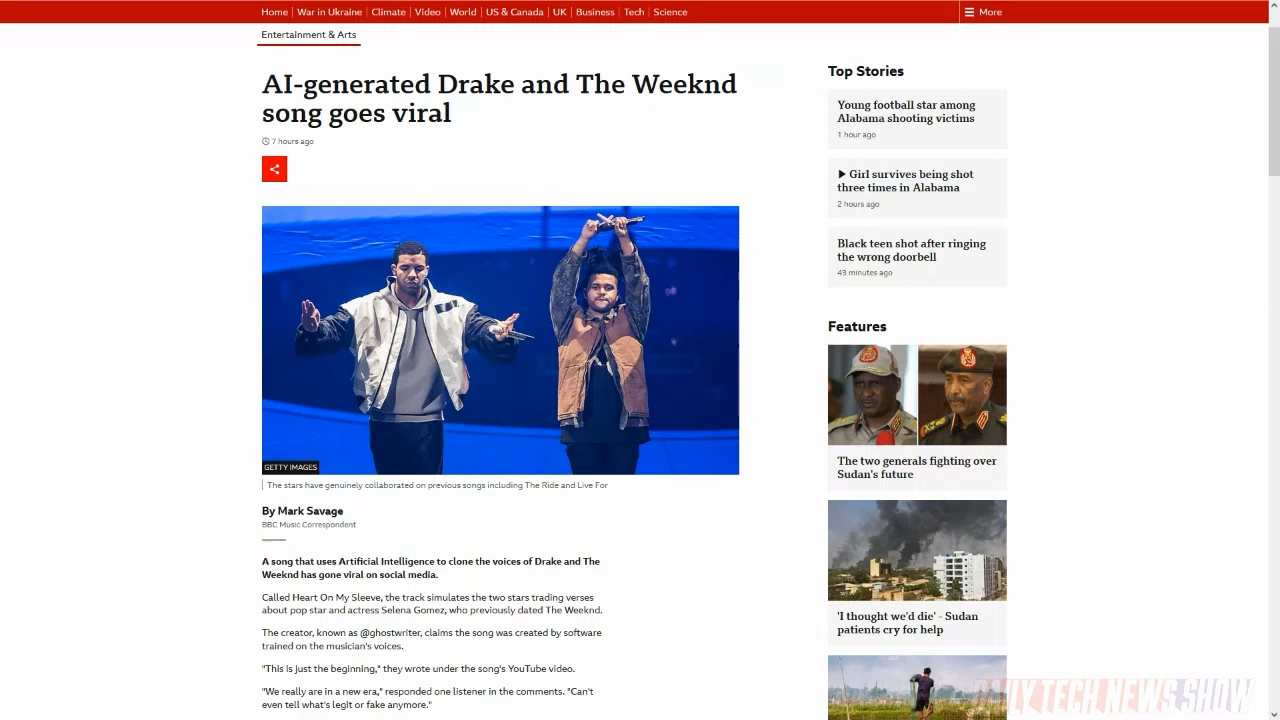 Home War in Ukraine Climate Video World US & Canada UK Business Tech Science More
Entertainment & Arts
AI-generated Drake and The Weeknd
song goes viral
7 hours ago
GETTY IMAGES
The stars have genuinely collaborated on previous songs including The Ride and Live For
By Mark Savage
BBC Music Correspondent
A song that uses Artificial Intelligence to clone the voices of Drake and The
Weeknd has gone viral on social media.
Called Heart On My Sleeve, the track simulates the two stars trading verses
about pop star and actress Selena Gomez, who previously dated The Weeknd.
The creator, known as @ghostwriter, claims the song was created by software
trained on the musician's voices.
"This is just the beginning," they wrote under the song's YouTube video.
"We really are in a new era," responded one listener in the comments. "Can't
even tell what's legit or fake anymore."
Top Stories
Young football star among
Alabama shooting victims
1 hour ago
Girl survives being shot
three times in Alabama
2 hours ago
Black teen shot after ringing
the wrong doorbell
43 minutes ago
Features
The two generals fighting over
Sudan's future
'I thought we'd die' - Sudan
patients cry for help
DAILY TECH NEWS SHOW